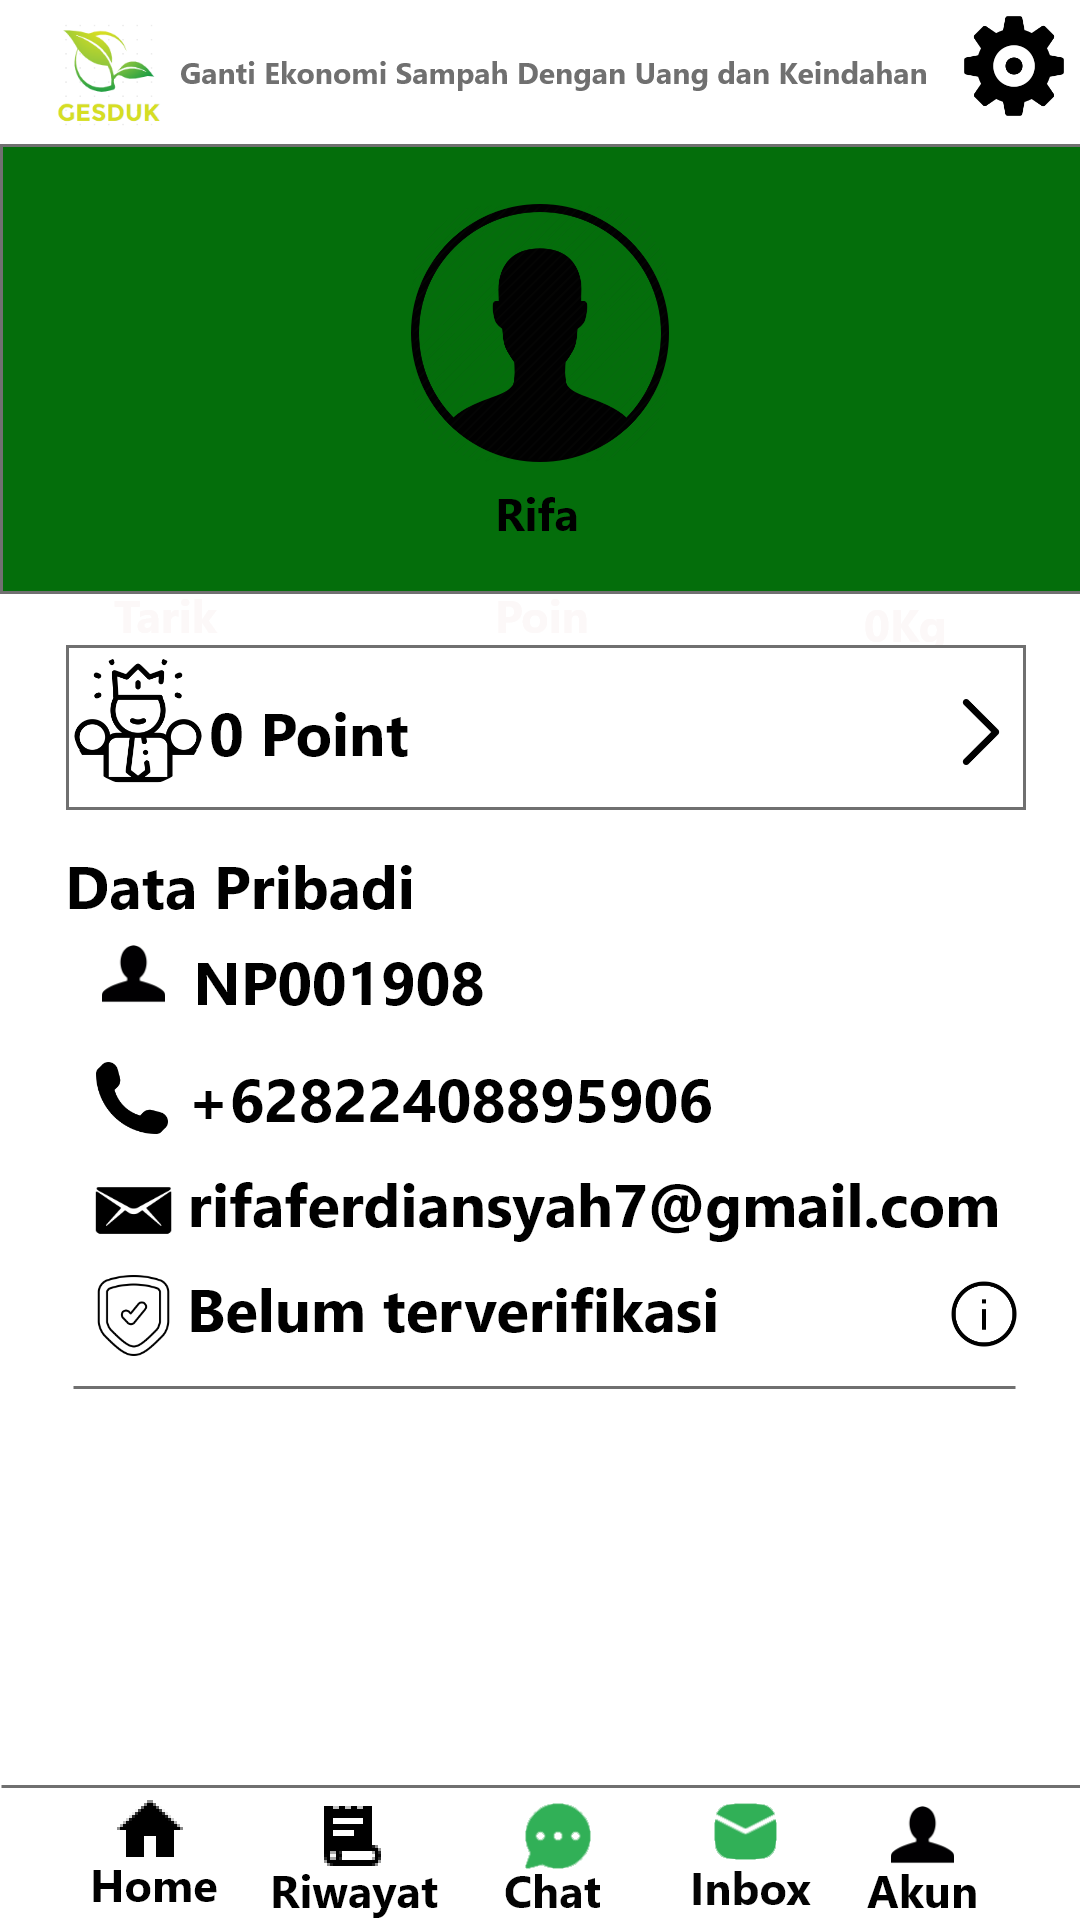 GESDUK
Ganti Ekonomi Sampah Dengan Uang dan Keindahan
Rifa
Tarik Poin 0Kg
0 Point
Data Pribadi
NP001908
+62822408895906
rifaferdiansyah7@gmail.com
Belum terverifikasi
Home Riwayat Chat Inbox Akun